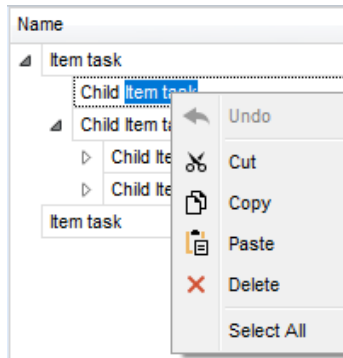 Name
Item task
Child Item task
Child Item ta
Child Ite
Child Ite
Item task
Undo
Cut
Copy
Paste
Delete
Select All